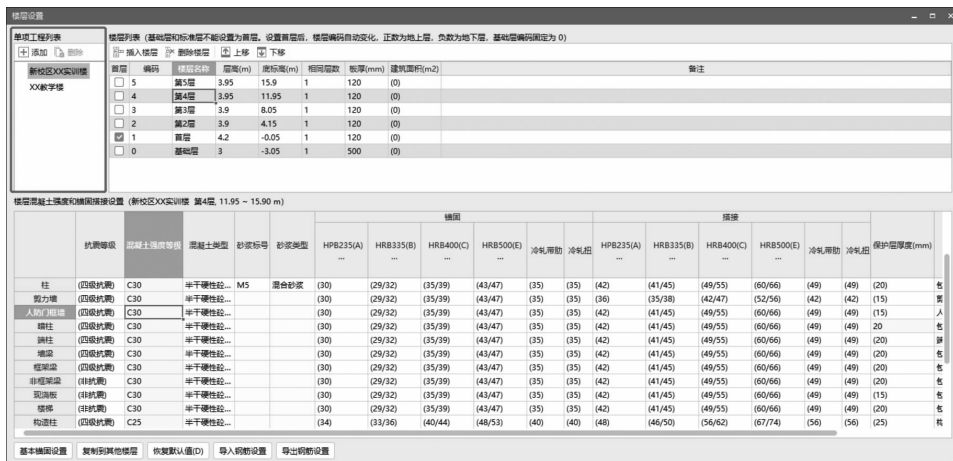 楼层设置
单项工程列表
添加 删除
新校区XX实训楼
XX教学楼
楼层列表（基础层和标准层不能设置为首层。设置首层后，楼层编码自动变化，正数为地上层，负数为地下层，基础层编码固定为 0）
插入楼层 删除楼层 上移 下移
首层 编码 楼层名称 层高(m) 底标高(m) 相同层数 板厚(mm) 建筑面积(m2) 备注
5 第5层 3.95 15.9 1 120 (0)
4 第4层 3.95 11.95 1 120 (0)
3 第3层 3.9 8.05 1 120 (0)
2 第2层 3.9 4.15 1 120 (0)
1 首层 4.2 -0.05 1 120 (0)
0 基础层 3 -3.05 1 500 (0)
楼层混凝土强度和锚固搭接设置（新校区XX实训楼 第4层, 11.95 ~ 15.90 m）
锚固 搭接
抗震等级 混凝土强度等级 混凝土类型 砂浆标号 砂浆类型 HPB235(A) ... HRB335(B) ... HRB400(C) ... HRB500(E) ... 冷轧带肋 冷轧扭 HPB235(A) ... HRB335(B) ... HRB400(C) ... HRB500(E) ... 冷轧带肋 冷轧扭 保护层厚度(mm)
柱 (四级抗震) C30 半干硬性砼... M5 混合砂浆 (30) (29/32) (35/39) (43/47) (35) (35) (42) (41/45) (49/55) (60/66) (49) (49) (20) 包
剪力墙 (四级抗震) C30 半干硬性砼... (30) (29/32) (35/39) (43/47) (35) (35) (36) (35/38) (42/47) (52/56) (42) (42) (15) 剪
人防门框墙 (四级抗震) C30 半干硬性砼... (30) (29/32) (35/39) (43/47) (35) (35) (42) (41/45) (49/55) (60/66) (49) (49) (15) 人
暗柱 (四级抗震) C30 半干硬性砼... (30) (29/32) (35/39) (43/47) (35) (35) (42) (41/45) (49/55) (60/66) (49) (49) 20 包
端柱 (四级抗震) C30 半干硬性砼... (30) (29/32) (35/39) (43/47) (35) (35) (42) (41/45) (49/55) (60/66) (49) (49) (20) 端
墙梁 (四级抗震) C30 半干硬性砼... (30) (29/32) (35/39) (43/47) (35) (35) (42) (41/45) (49/55) (60/66) (49) (49) (20) 包
框架梁 (四级抗震) C30 半干硬性砼... (30) (29/32) (35/39) (43/47) (35) (35) (42) (41/45) (49/55) (60/66) (49) (49) (20) 包
非框架梁 (非抗震) C30 半干硬性砼... (30) (29/32) (35/39) (43/47) (35) (35) (42) (41/45) (49/55) (60/66) (49) (49) (20) 包
现浇板 (非抗震) C30 半干硬性砼... (30) (29/32) (35/39) (43/47) (35) (35) (42) (41/45) (49/55) (60/66) (49) (49) (15) 包
楼梯 (非抗震) C30 半干硬性砼... (30) (29/32) (35/39) (43/47) (35) (35) (42) (41/45) (49/55) (60/66) (49) (49) (20) 包
构造柱 (四级抗震) C25 半干硬性砼... (34) (33/36) (40/44) (48/53) (40) (40) (48) (46/50) (56/62) (67/74) (56) (56) (25) 构
基本锚固设置 复制到其他楼层 恢复默认值(D) 导入钢筋设置 导出钢筋设置